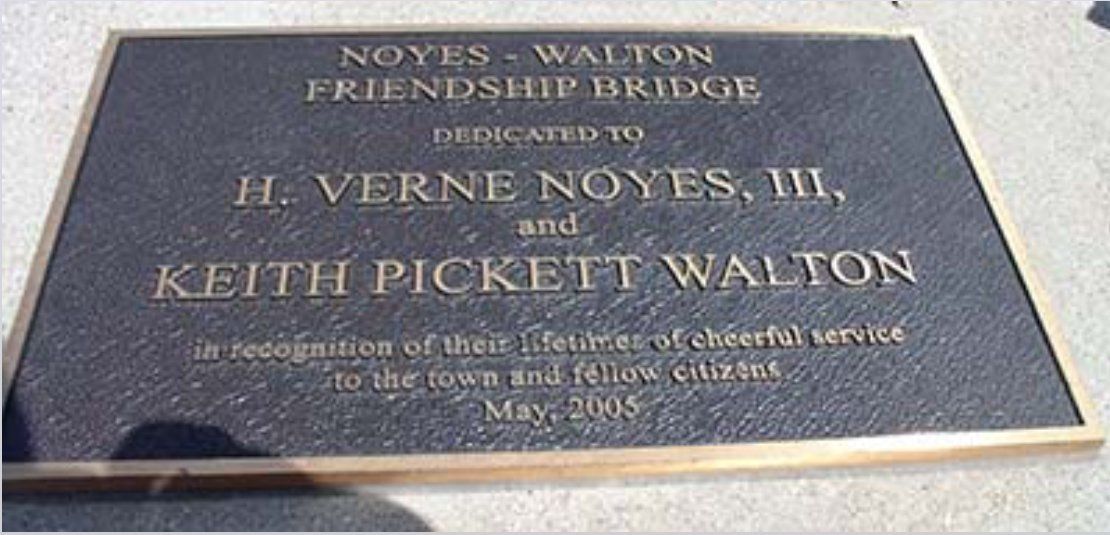 NOYES - WALTON
FRIENDSHIP BRIDGE
DEDICATED TO
H. VERNE NOYES, III,
and
KEITH PICKETT WALTON
in recognition of their lifetimes of cheerful service
to the town and fellow citizens
May, 2005